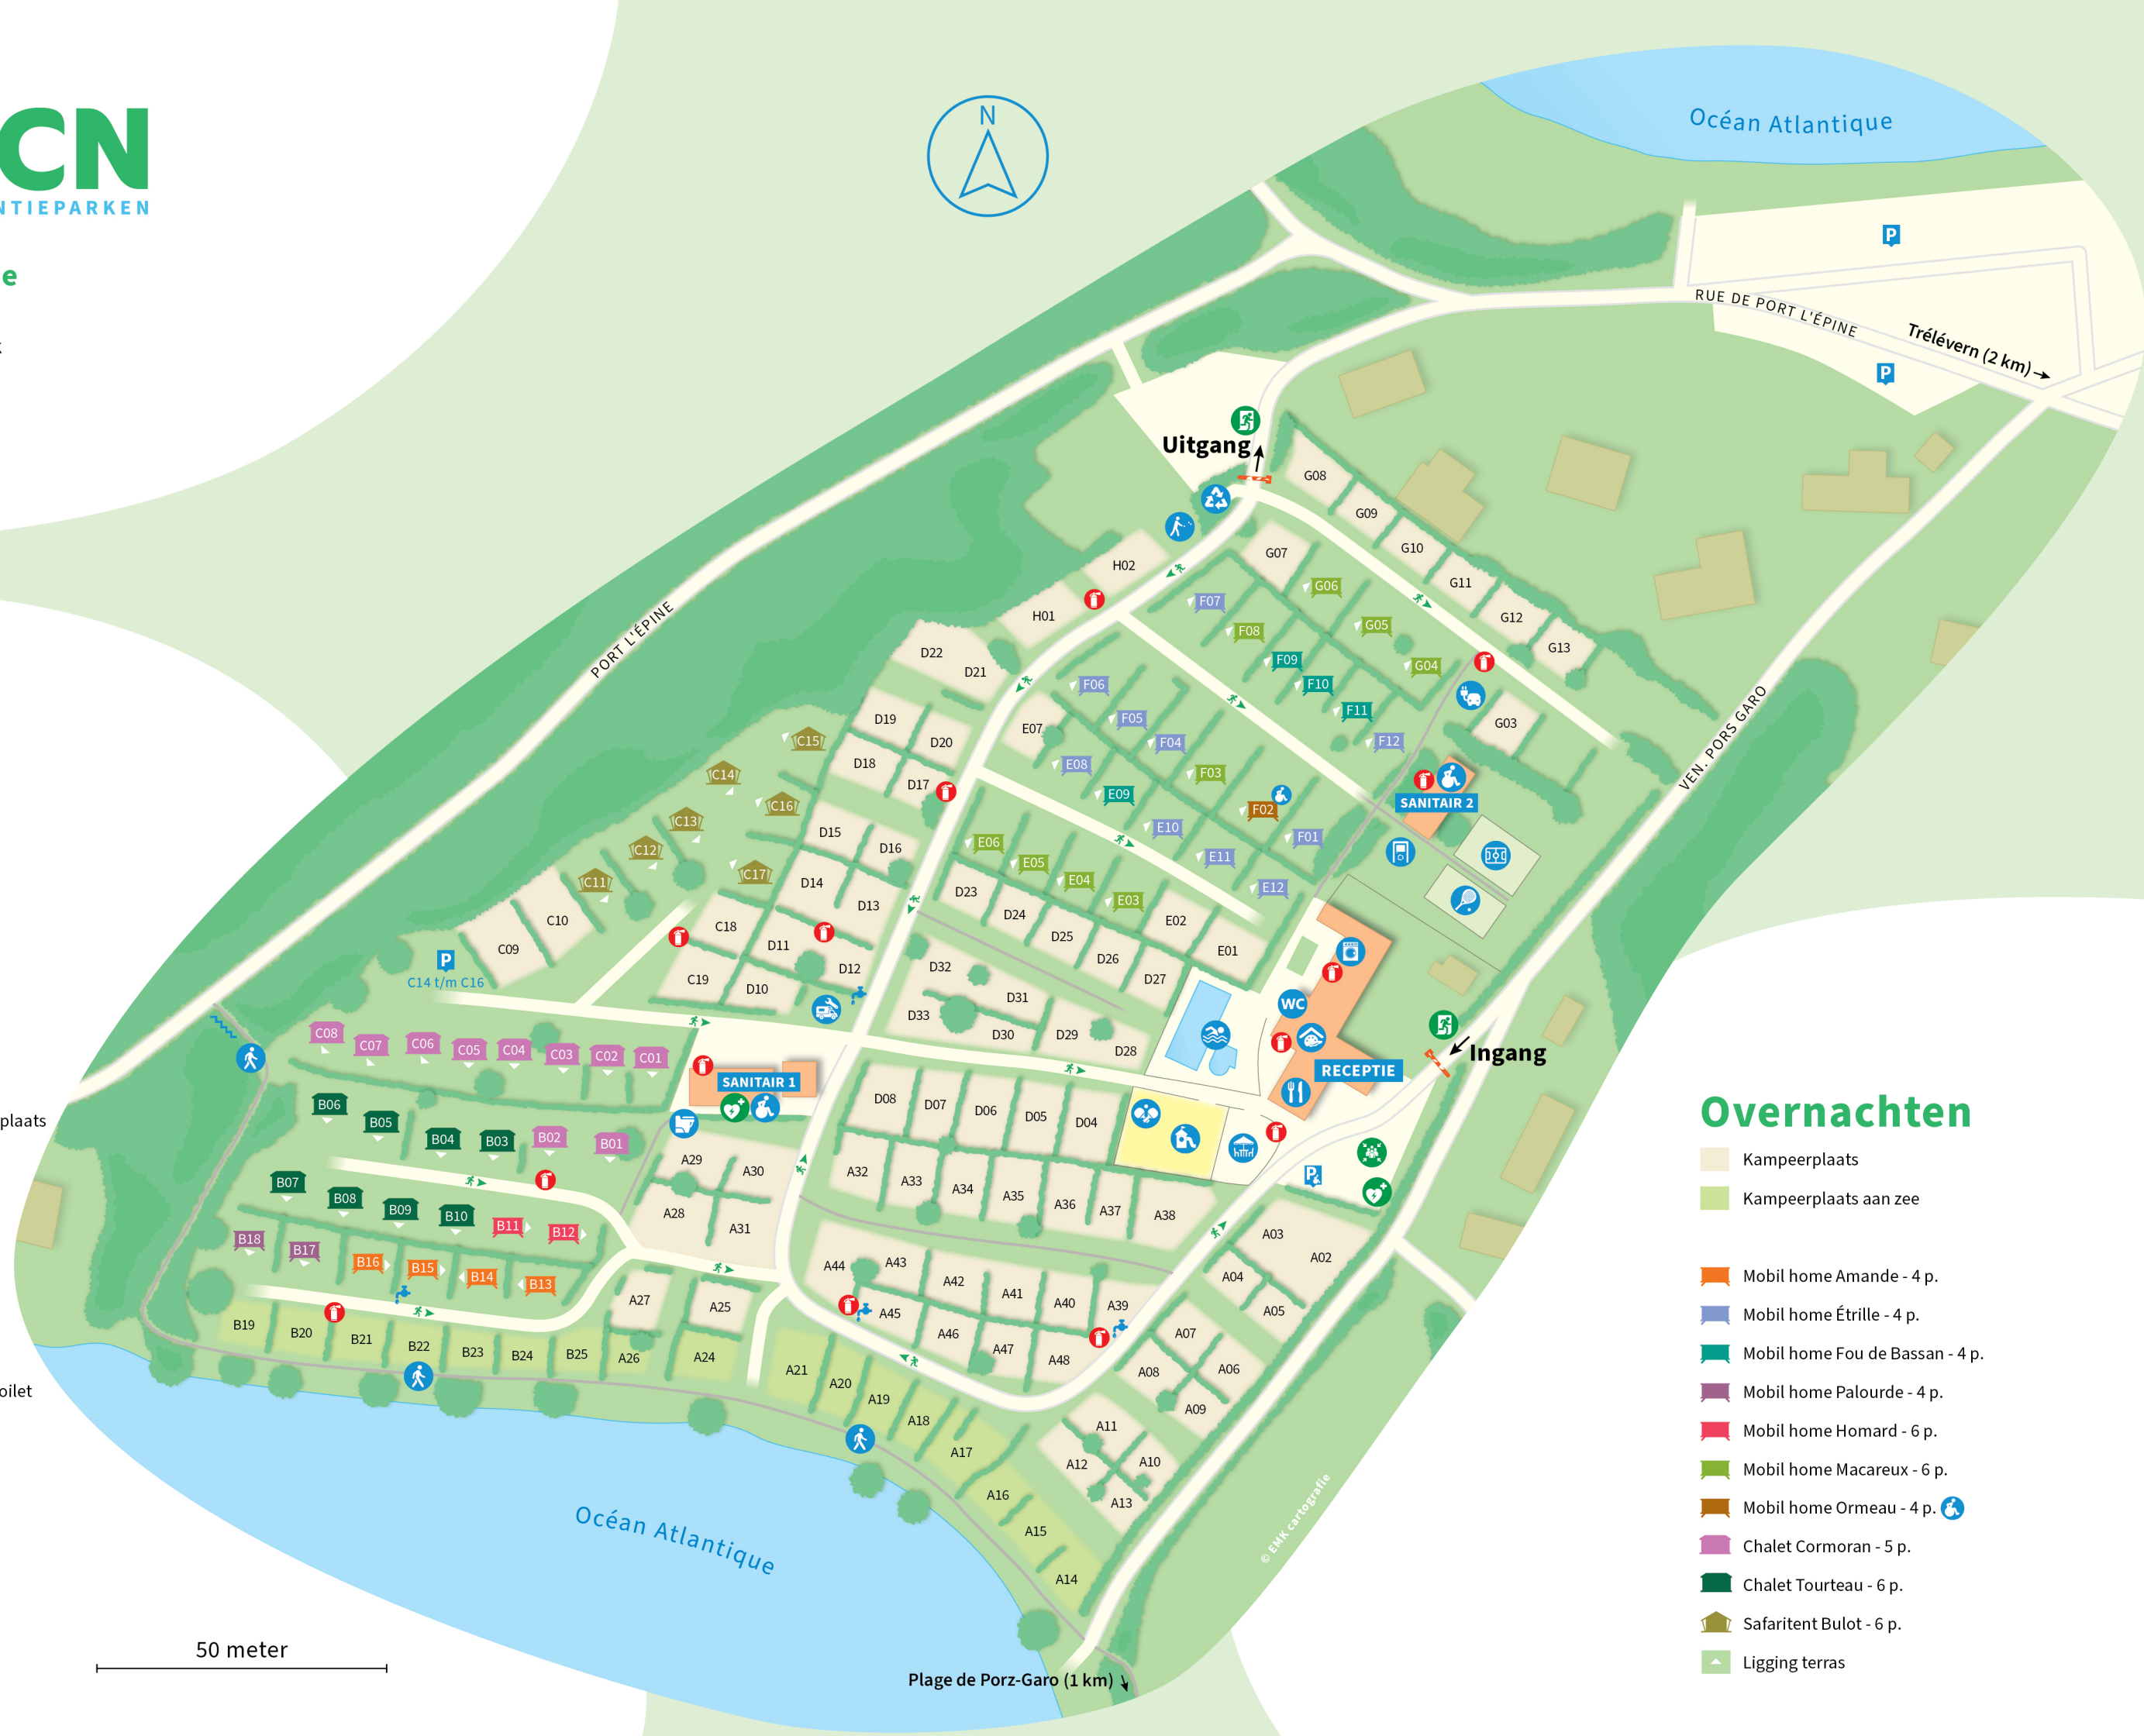 CN
NTIEPARKEN
e
plaats
oilet
N
Océan Atlantique
P
RUE DE PORT L'ÉPINE
Trélévern (2 km)
P
Uitgang
PORT L'ÉPINE
VEN. PORS GARO
G08
G09
G10
G11
G12
G13
G07
G06
G05
G04
G03
H02
H01
F07
F08
F09
F10
F11
F12
F06
F05
F04
F03
F02
F01
E07
E08
E09
E10
E11
E12
E06
E05
E04
E03
E02
E01
D22
D21
D19
D20
D18
D17
D15
D16
D14
D13
D11
D12
D10
D23
D24
D25
D26
D27
D32
D31
D33
D30
D29
D28
D08
D07
D06
D05
D04
C15
C14
C16
C13
C12
C17
C11
C10
C09
C18
C19
P
C14 t/m C16
C08
C07
C06
C05
C04
C03
C02
C01
SANITAIR 1
SANITAIR 2
WC
RECEPTIE
Ingang
P
B06
B05
B04
B03
B02
B01
B07
B08
B09
B10
B11
B12
B18
B17
B16
B15
B14
B13
B19
B20
B21
B22
B23
B24
B25
A26
A24
A27
A25
A29
A30
A28
A31
A32
A33
A34
A35
A36
A37
A38
A44
A43
A42
A41
A40
A39
A45
A46
A47
A48
A03
A02
A04
A05
A07
A06
A08
A09
A11
A10
A12
A13
A21
A20
A19
A18
A17
A16
A15
A14
Océan Atlantique
© EMK cartografie
50 meter
Plage de Porz-Garo (1 km)
Overnachten
Kampeerplaats
Kampeerplaats aan zee
Mobil home Amande - 4 p.
Mobil home Étrille - 4 p.
Mobil home Fou de Bassan - 4 p.
Mobil home Palourde - 4 p.
Mobil home Homard - 6 p.
Mobil home Macareux - 6 p.
Mobil home Ormeau - 4 p.
Chalet Cormoran - 5 p.
Chalet Tourteau - 6 p.
Safaritent Bulot - 6 p.
Ligging terras